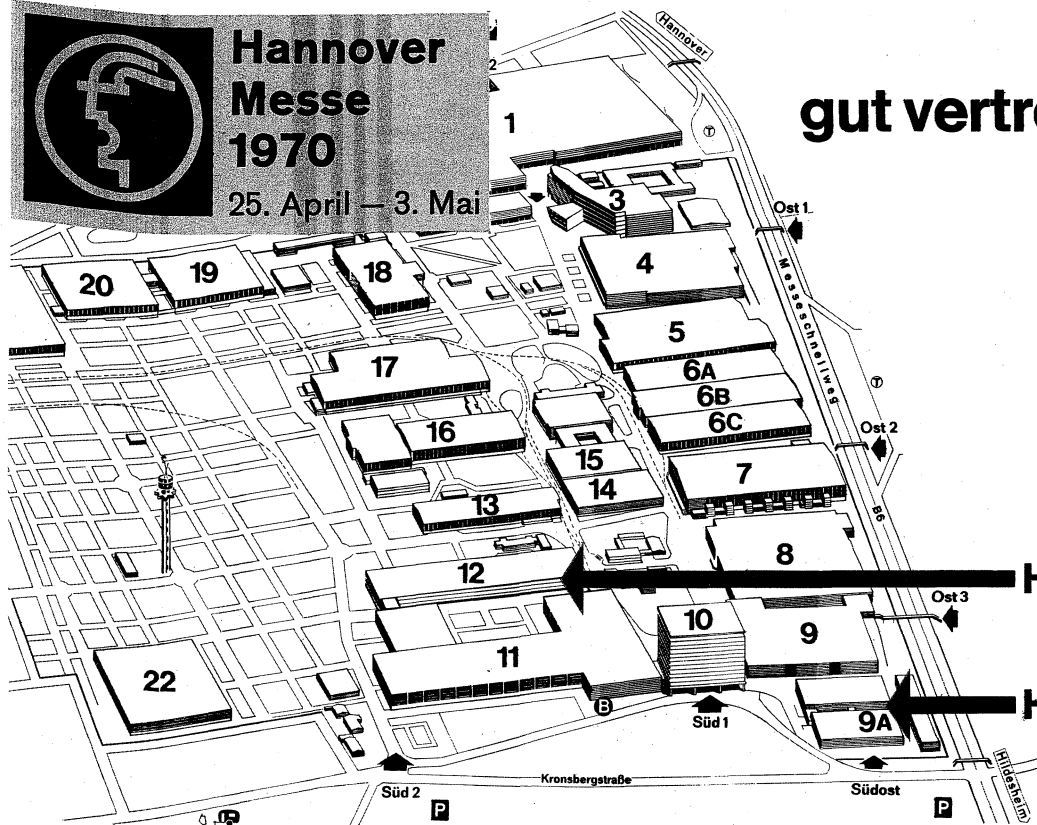 Hannover
Messe
1970
25. April – 3. Mai
gut vertr
Hannover
2
1
T
3
Ost 1
4
Messeschnellweg
20
19
18
5
T
17
6A
6B
6C
Ost 2
16
15
7
14
13
B6
8
12
H
Ost 3
10
9
11
22
H
B
Süd 1
9A
Kronsbergstraße
Süd 2
Südost
Hildesheim
P
P